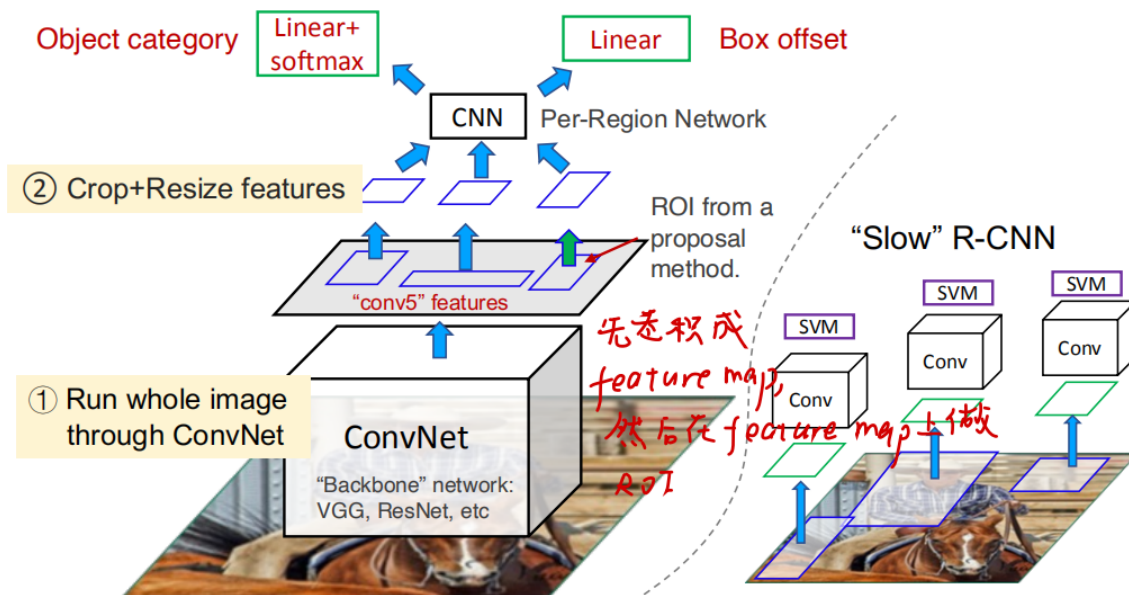 Object category
Linear+
softmax
Linear
Box offset
CNN
Per-Region Network
② Crop+Resize features
ROI from a
proposal
method.
"conv5" features
① Run whole image
through ConvNet
ConvNet
"Backbone" network:
VGG, ResNet, etc
先卷积成
feature map,
然后在feature map上做
ROI
"Slow" R-CNN
SVM
SVM
SVM
Conv
Conv
Conv